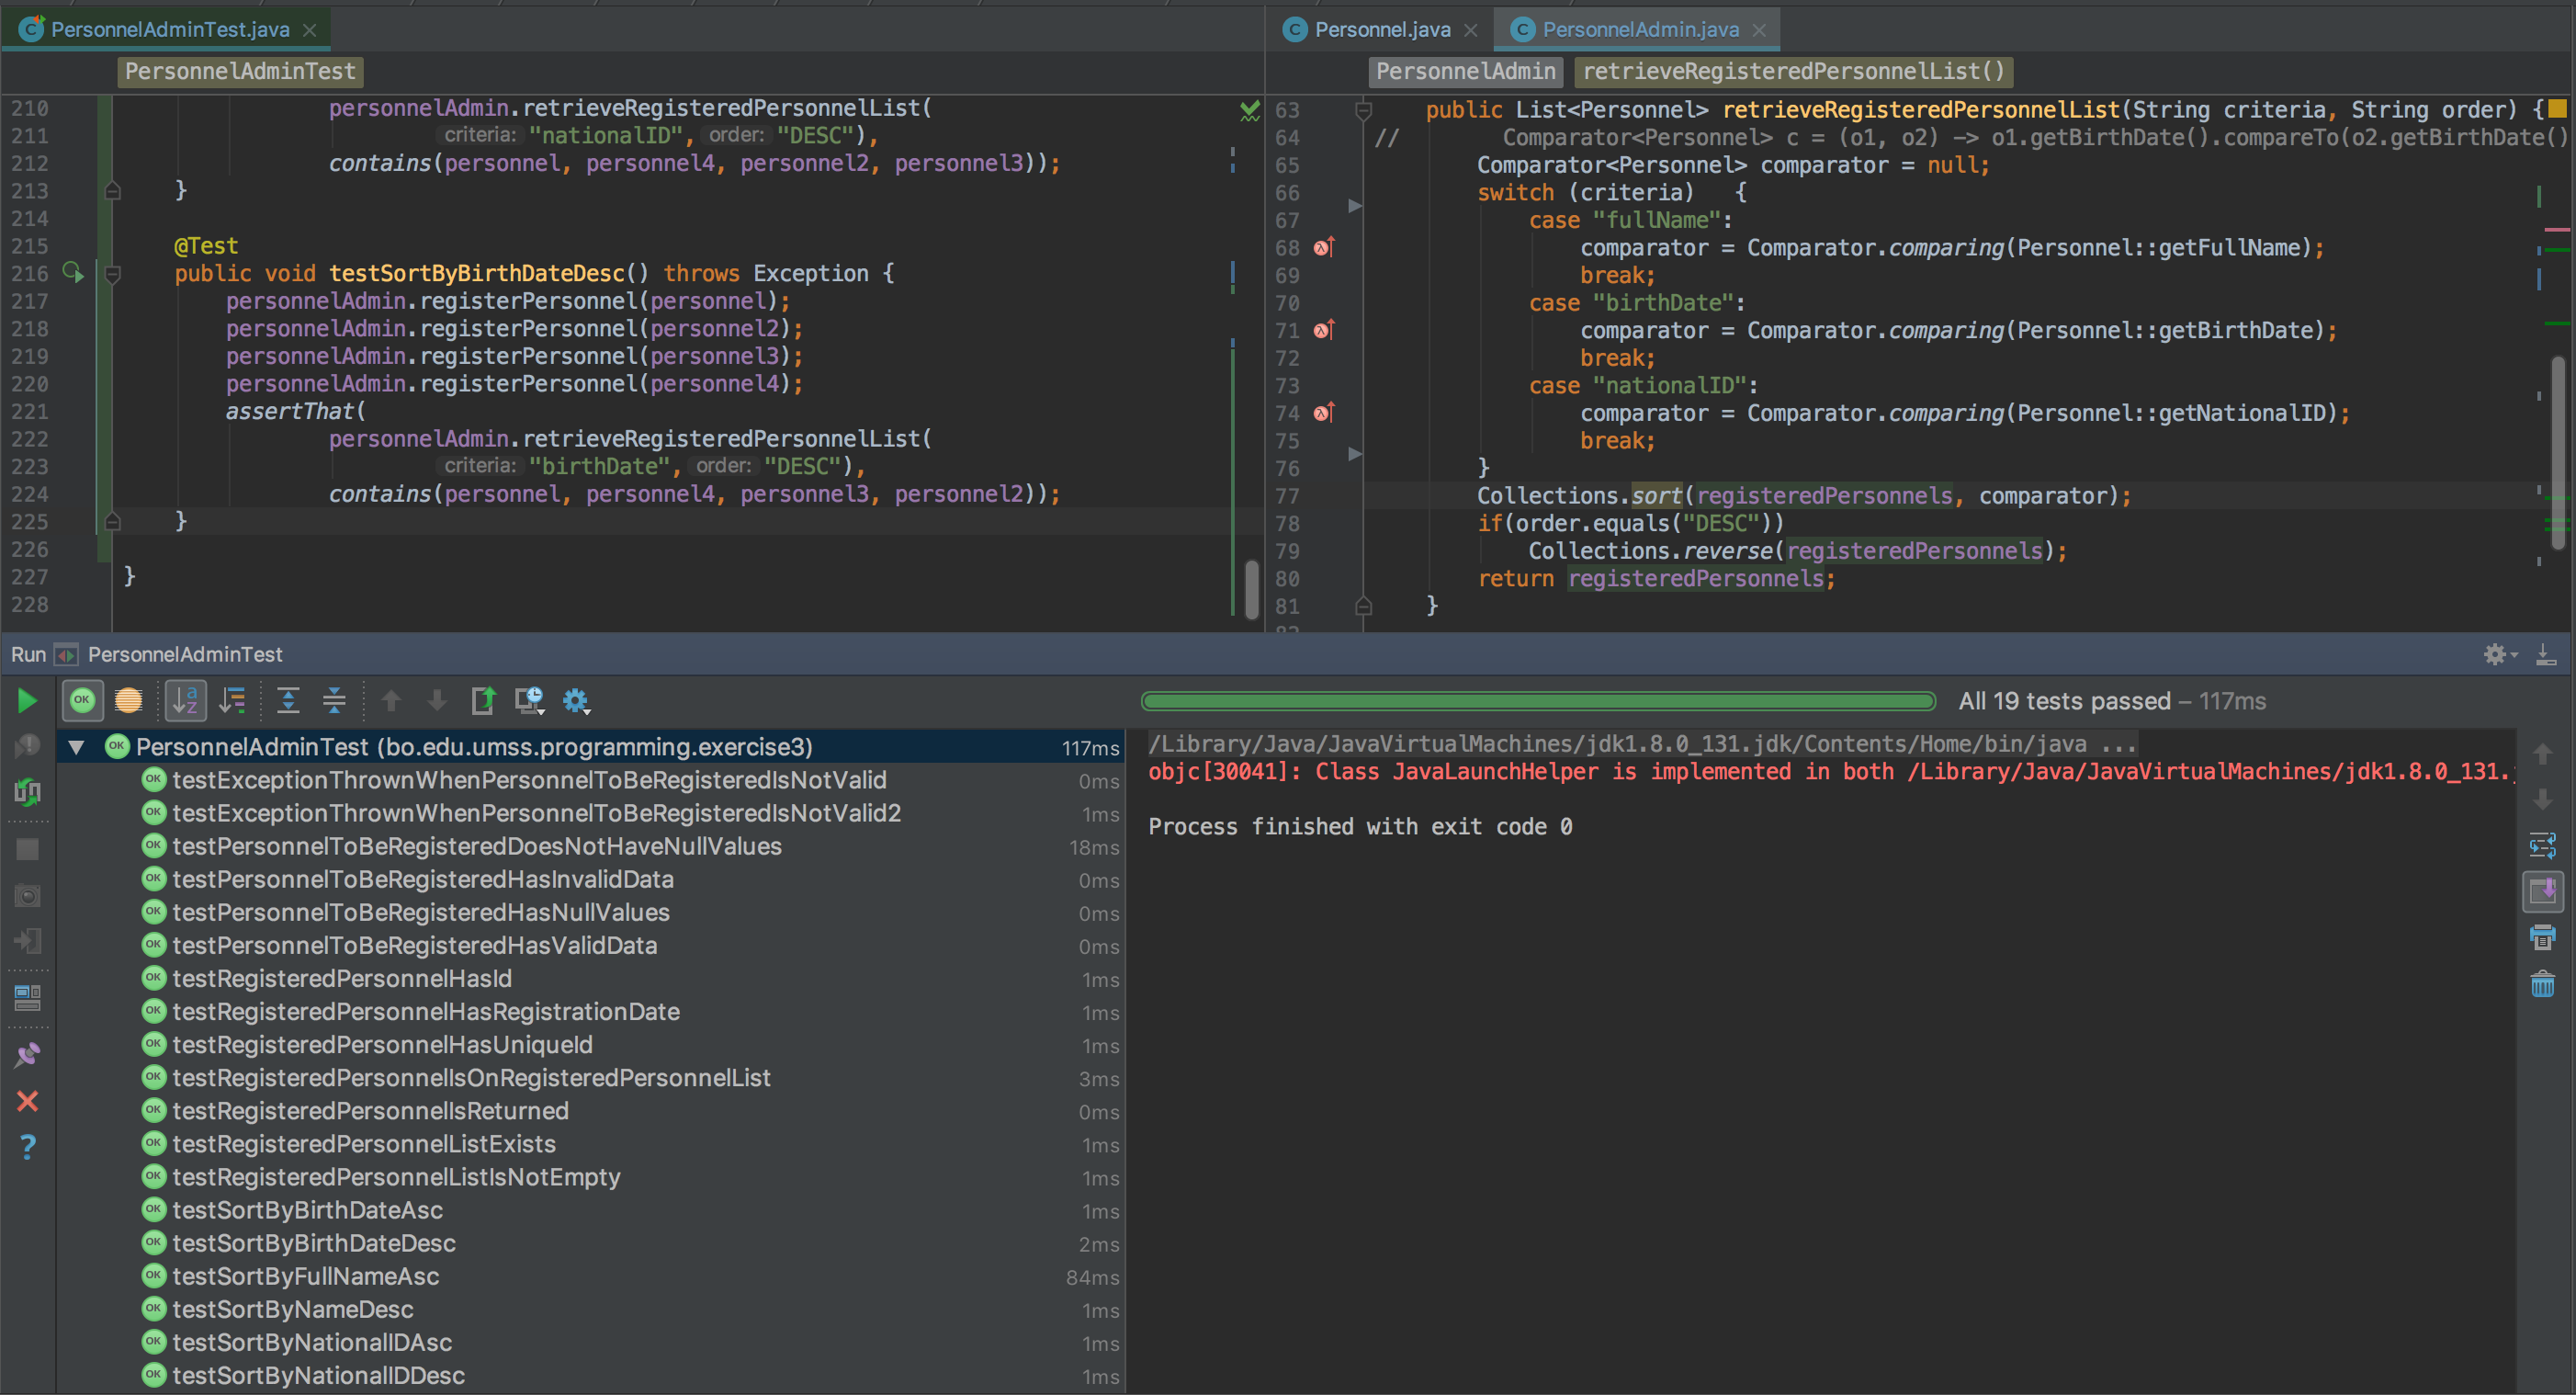 PersonnelAdminTest.java
PersonnelAdminTest
210 personnelAdmin.retrieveRegisteredPersonnelList(
211 criteria: "nationalID", order: "DESC"),
212 contains(personnel, personnel4, personnel2, personnel3));
213 }
214
215 @Test
216 public void testSortByBirthDateDesc() throws Exception {
217 personnelAdmin.registerPersonnel(personnel);
218 personnelAdmin.registerPersonnel(personnel2);
219 personnelAdmin.registerPersonnel(personnel3);
220 personnelAdmin.registerPersonnel(personnel4);
221 assertThat(
222 personnelAdmin.retrieveRegisteredPersonnelList(
223 criteria: "birthDate", order: "DESC"),
224 contains(personnel, personnel4, personnel3, personnel2));
225 }
226
227 }
228
Personnel.java PersonnelAdmin.java
PersonnelAdmin retrieveRegisteredPersonnelList()
63 public List<Personnel> retrieveRegisteredPersonnelList(String criteria, String order) {
64 // Comparator<Personnel> c = (o1, o2) -> o1.getBirthDate().compareTo(o2.getBirthDate()
65 Comparator<Personnel> comparator = null;
66 switch (criteria) {
67 case "fullName":
68 comparator = Comparator.comparing(Personnel::getFullName);
69 break;
70 case "birthDate":
71 comparator = Comparator.comparing(Personnel::getBirthDate);
72 break;
73 case "nationalID":
74 comparator = Comparator.comparing(Personnel::getNationalID);
75 break;
76 }
77 Collections.sort(registeredPersonnels, comparator);
78 if(order.equals("DESC"))
79 Collections.reverse(registeredPersonnels);
80 return registeredPersonnels;
81 }
Run PersonnelAdminTest
All 19 tests passed – 117ms
PersonnelAdminTest (bo.edu.umss.programming.exercise3) 117ms
testExceptionThrownWhenPersonnelToBeRegisteredIsNotValid 0ms
testExceptionThrownWhenPersonnelToBeRegisteredIsNotValid2 1ms
testPersonnelToBeRegisteredDoesNotHaveNullValues 18ms
testPersonnelToBeRegisteredHasInvalidData 0ms
testPersonnelToBeRegisteredHasNullValues 0ms
testPersonnelToBeRegisteredHasValidData 0ms
testRegisteredPersonnelHasId 1ms
testRegisteredPersonnelHasRegistrationDate 1ms
testRegisteredPersonnelHasUniqueId 1ms
testRegisteredPersonnelIsOnRegisteredPersonnelList 3ms
testRegisteredPersonnelIsReturned 0ms
testRegisteredPersonnelListExists 1ms
testRegisteredPersonnelListIsNotEmpty 1ms
testSortByBirthDateAsc 1ms
testSortByBirthDateDesc 2ms
testSortByFullNameAsc 84ms
testSortByNameDesc 1ms
testSortByNationalIDAsc 1ms
testSortByNationalIDDesc 1ms
/Library/Java/JavaVirtualMachines/jdk1.8.0_131.jdk/Contents/Home/bin/java ...
objc[30041]: Class JavaLaunchHelper is implemented in both /Library/Java/JavaVirtualMachines/jdk1.8.0_131.
Process finished with exit code 0